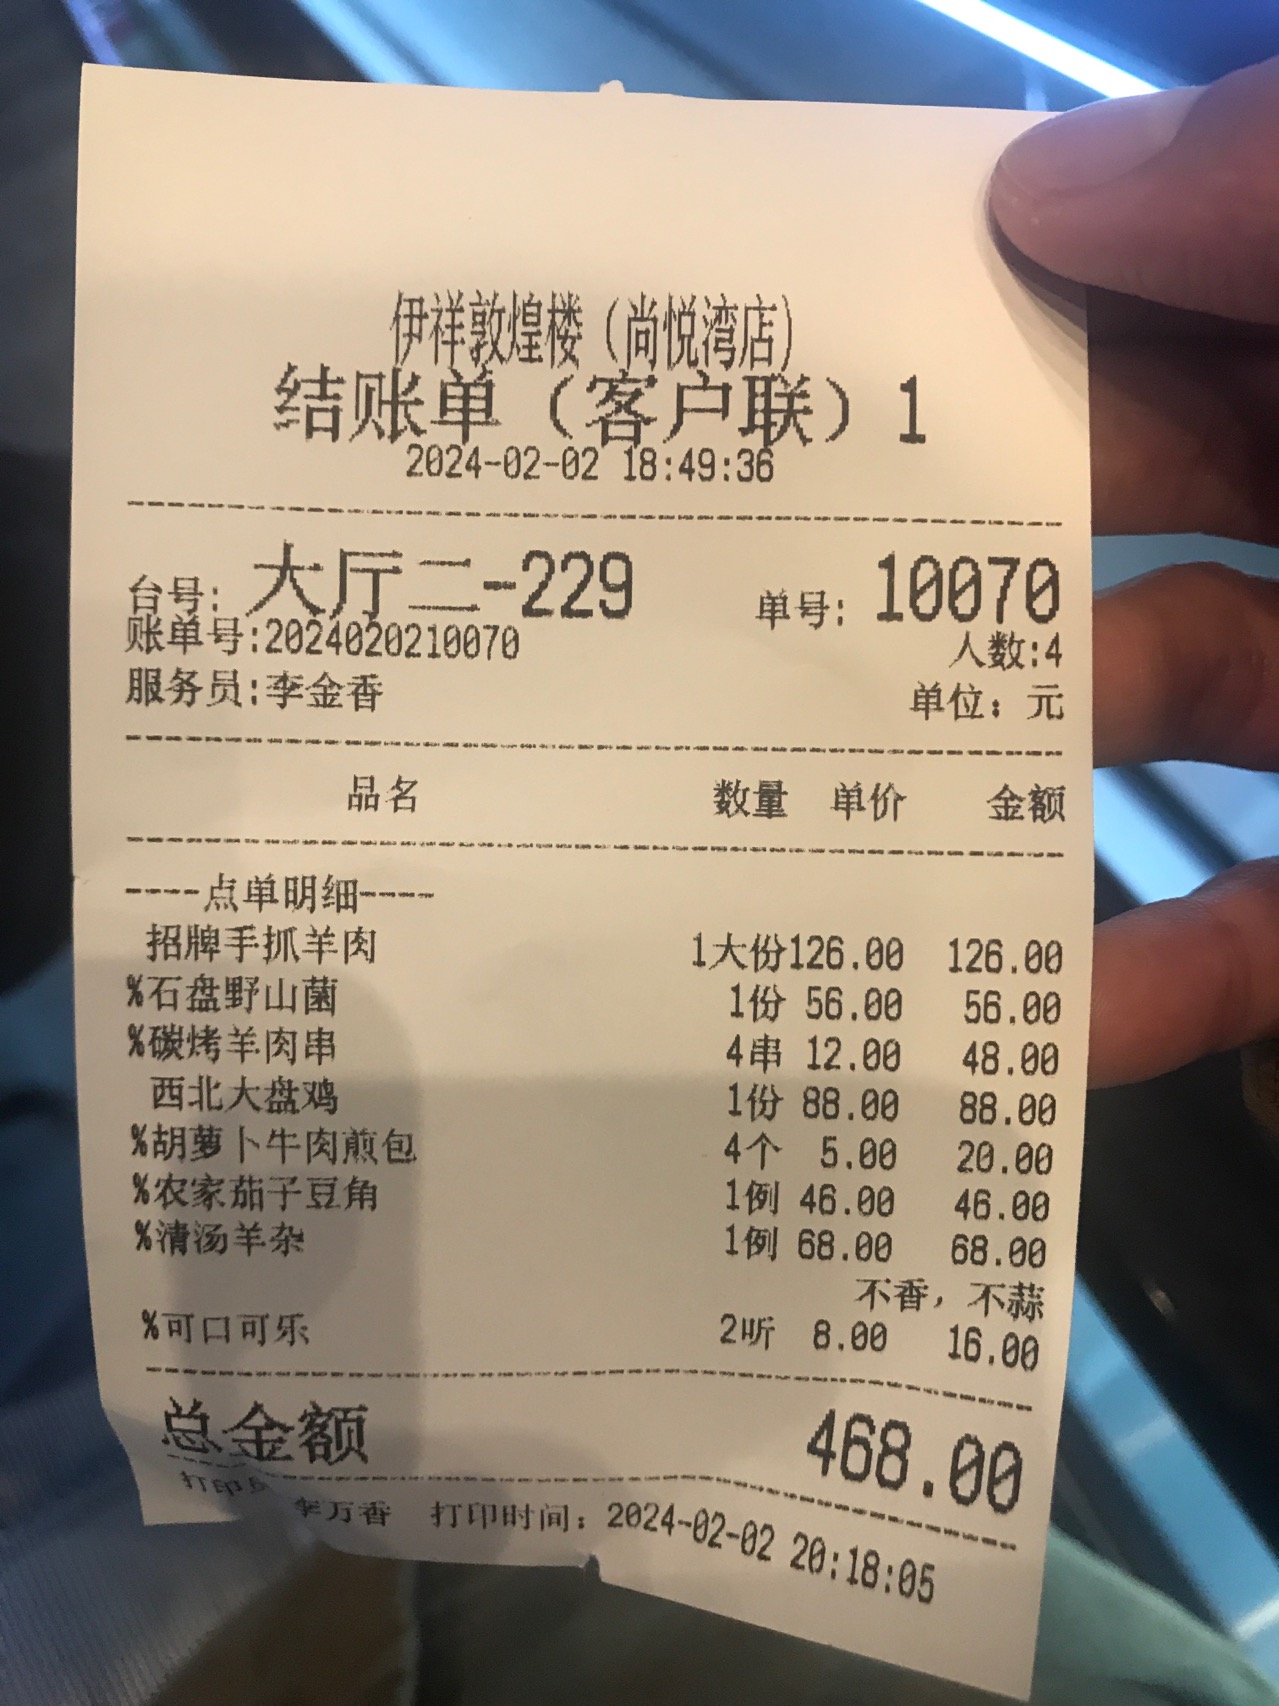 伊祥敦煌楼（尚悦湾店）
结账单（客户联）1
2024-02-02 18:49:36
台号: 大厅二-229 单号: 10070
账单号:2024020210070 人数:4
服务员:李金香 单位: 元
品名 数量 单价 金额
----点单明细----
招牌手抓羊肉 1大份126.00 126.00
%石盘野山菌 1份 56.00 56.00
%碳烤羊肉串 4串 12.00 48.00
西北大盘鸡 1份 88.00 88.00
%胡萝卜牛肉煎包 4个 5.00 20.00
%农家茄子豆角 1例 46.00 46.00
%清汤羊杂 1例 68.00 68.00
不香, 不蒜
%可口可乐 2听 8.00 16.00
总金额 468.00
打印 李万香 打印时间: 2024-02-02 20:18:05